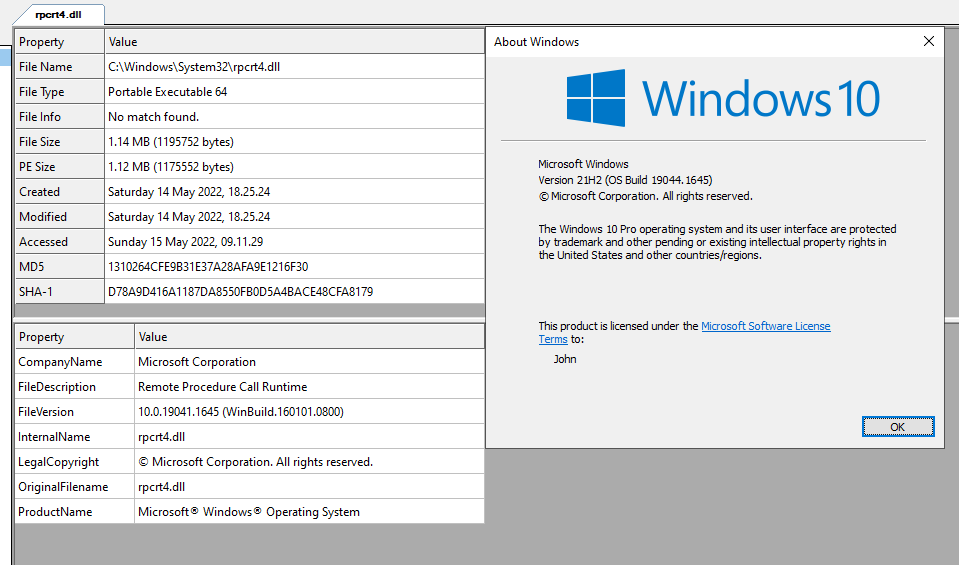 rpcrt4.dll
Property Value
File Name C:\Windows\System32\rpcrt4.dll
File Type Portable Executable 64
File Info No match found.
File Size 1.14 MB (1195752 bytes)
PE Size 1.12 MB (1175552 bytes)
Created Saturday 14 May 2022, 18.25.24
Modified Saturday 14 May 2022, 18.25.24
Accessed Sunday 15 May 2022, 09.11.29
MD5 1310264CFE9B31E37A28AFA9E1216F30
SHA-1 D78A9D416A1187DA8550FB0D5A4BACE48CFA8179
Property Value
CompanyName Microsoft Corporation
FileDescription Remote Procedure Call Runtime
FileVersion 10.0.19041.1645 (WinBuild.160101.0800)
InternalName rpcrt4.dll
LegalCopyright © Microsoft Corporation. All rights reserved.
OriginalFilename rpcrt4.dll
ProductName Microsoft® Windows® Operating System
About Windows
Windows 10
Microsoft Windows
Version 21H2 (OS Build 19044.1645)
© Microsoft Corporation. All rights reserved.
The Windows 10 Pro operating system and its user interface are protected
by trademark and other pending or existing intellectual property rights in
the United States and other countries/regions.
This product is licensed under the Microsoft Software License
Terms to:
John
OK